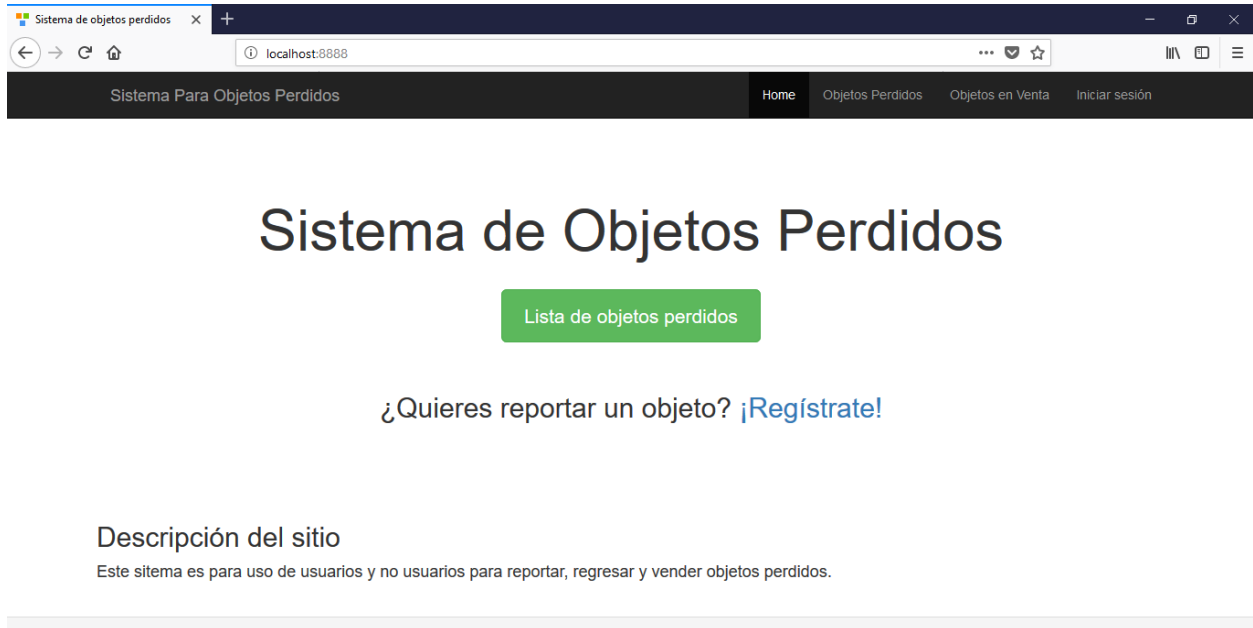 Sistema de objetos perdidos
localhost:8888
Sistema Para Objetos Perdidos
Home Objetos Perdidos Objetos en Venta Iniciar sesión
Sistema de Objetos Perdidos
Lista de objetos perdidos
¿Quieres reportar un objeto? ¡Regístrate!
Descripción del sitio
Este sitema es para uso de usuarios y no usuarios para reportar, regresar y vender objetos perdidos.